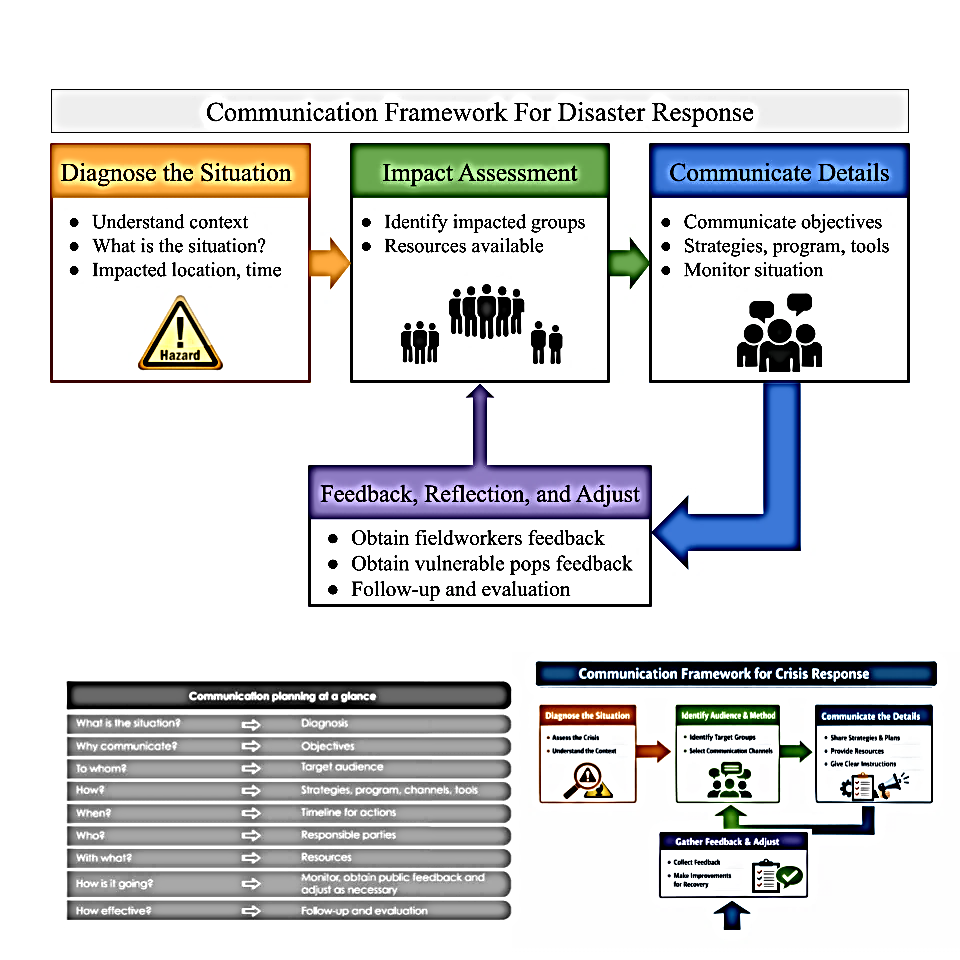 Communication Framework For Disaster Response
Diagnose the Situation
● Understand context
● What is the situation?
● Impacted location, time
Hazard
Impact Assessment
● Identify impacted groups
● Resources available
Communicate Details
● Communicate objectives
● Strategies, program, tools
● Monitor situation
Feedback, Reflection, and Adjust
● Obtain fieldworkers feedback
● Obtain vulnerable pops feedback
● Follow-up and evaluation
Communication planning at a glance
What is the situation? ⇨ Diagnosis
Why communicate? ⇨ Objectives
To whom? ⇨ Target audience
How? ⇨ Strategies, program, channels, tools
When? ⇨ Timeline for actions
Who? ⇨ Responsible parties
With what? ⇨ Resources
How is it going? ⇨ Monitor, obtain public feedback and
adjust as necessary
How effective? ⇨ Follow-up and evaluation
Communication Framework for Crisis Response
Diagnose the Situation
• Assess the Crisis
• Understand the Context
Identify Audience & Method
• Identify Target Groups
• Select Communication Channels
Communicate the Details
• Share Strategies & Plans
• Provide Resources
• Give Clear Instructions
Gather Feedback & Adjust
• Collect Feedback
• Make Improvements
for Recovery